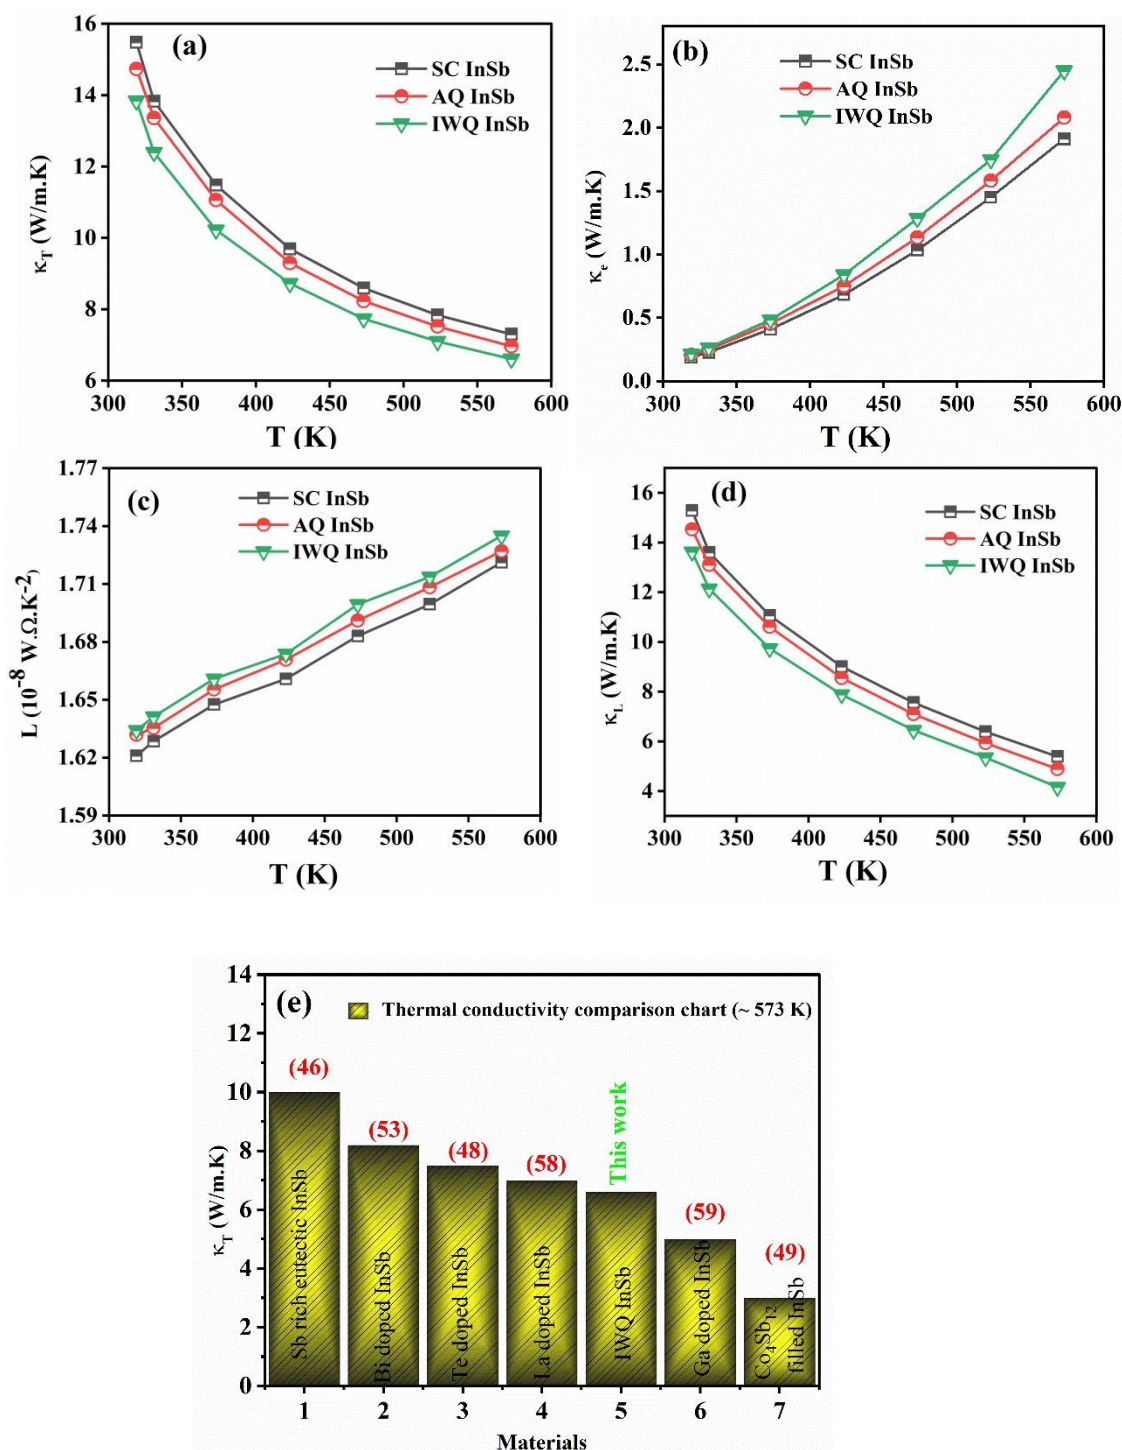 (a)
SC InSb
AQ InSb
IWQ InSb
16
14
12
10
8
6
300 350 400 450 500 550 600
κT (W/m.K)
T (K)
(b)
SC InSb
AQ InSb
IWQ InSb
2.5
2.0
1.5
1.0
0.5
0.0
300 350 400 450 500 550 600
κe (W/m.K)
T (K)
(c)
SC InSb
AQ InSb
IWQ InSb
1.77
1.74
1.71
1.68
1.65
1.62
1.59
300 350 400 450 500 550 600
L (10-8 W.Ω.K-2)
T (K)
(d)
SC InSb
AQ InSb
IWQ InSb
16
14
12
10
8
6
4
300 350 400 450 500 550 600
κL (W/m.K)
T (K)
(e)
Thermal conductivity comparison chart (~ 573 K)
14
12
10
8
6
4
2
0
κT (W/m.K)
(46)
(53)
(48)
(58)
This work
(59)
(49)
Sb rich eutectic InSb
Bi doped InSb
Te doped InSb
La doped InSb
IWQ InSb
Ga doped InSb
Co4Sb12
filled InSb
1 2 3 4 5 6 7
Materials